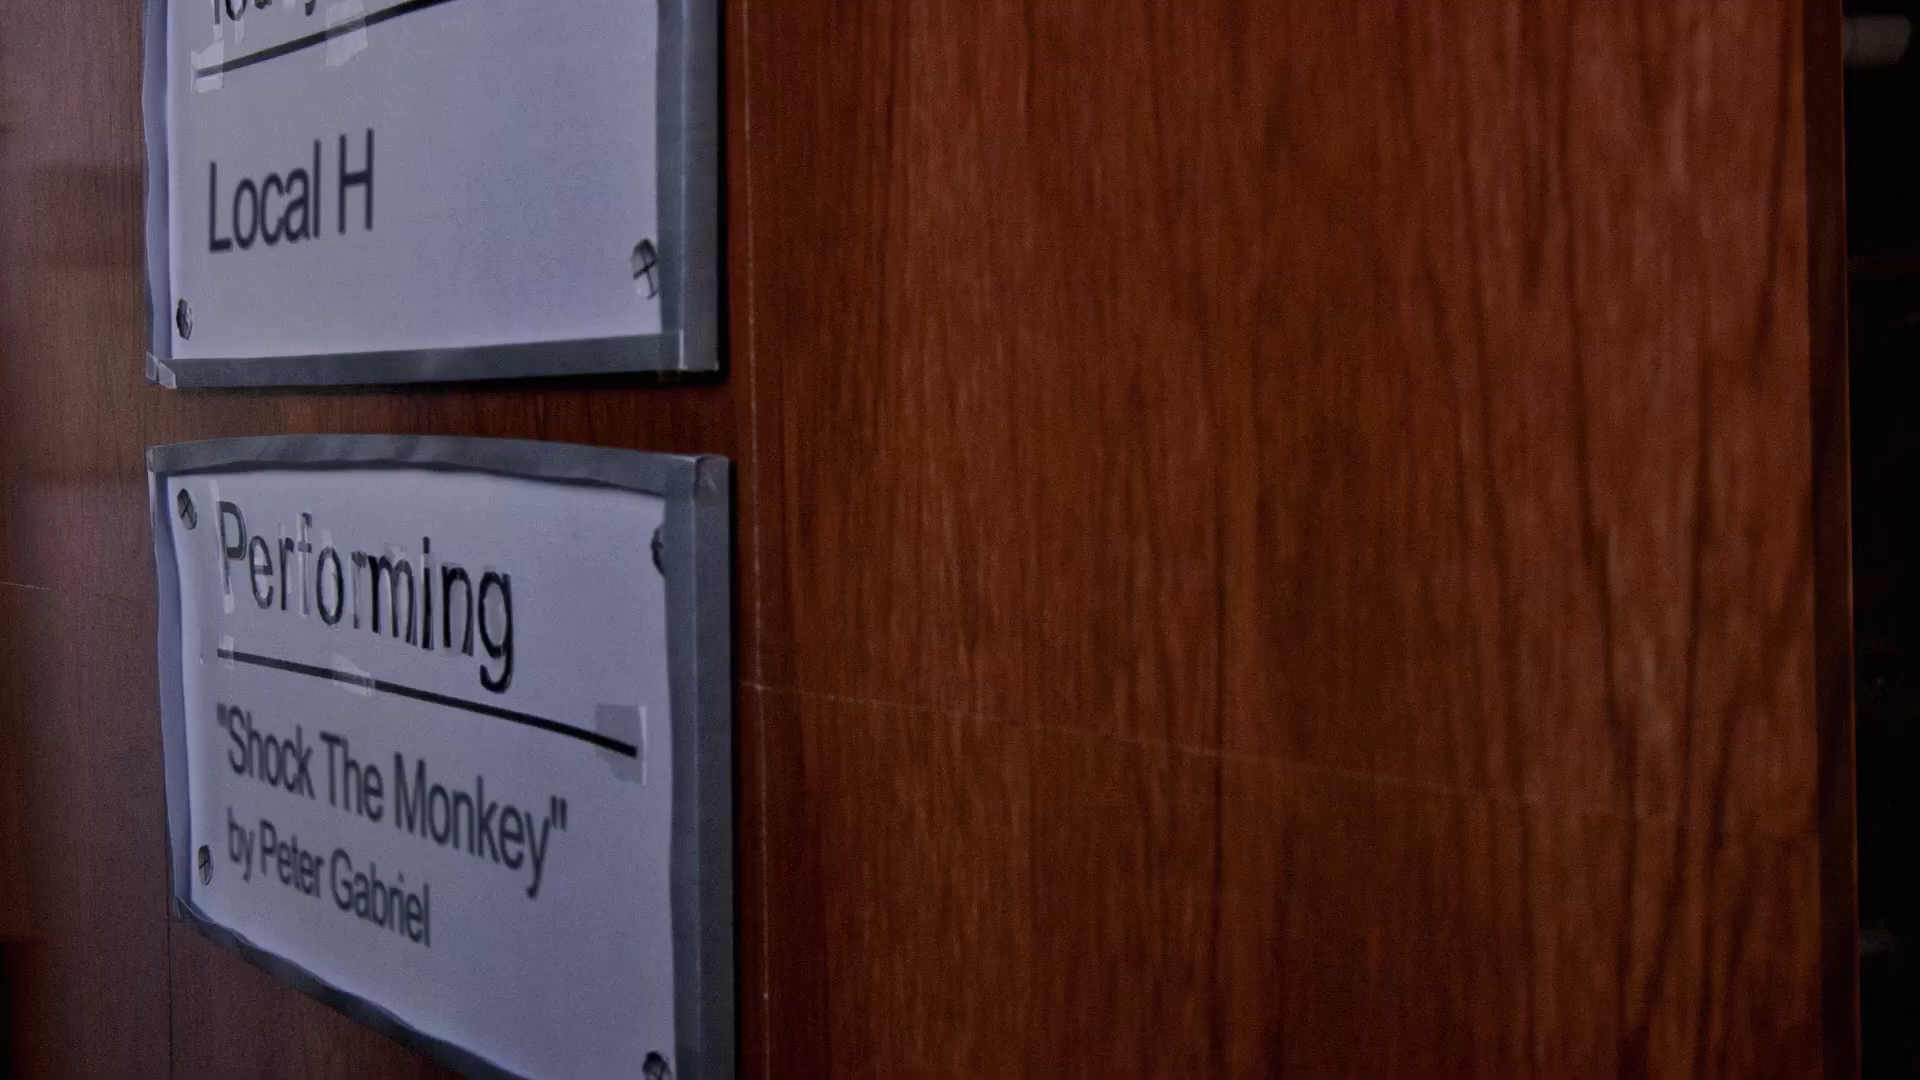 Local H
Performing
"Shock The Monkey"
by Peter Gabriel